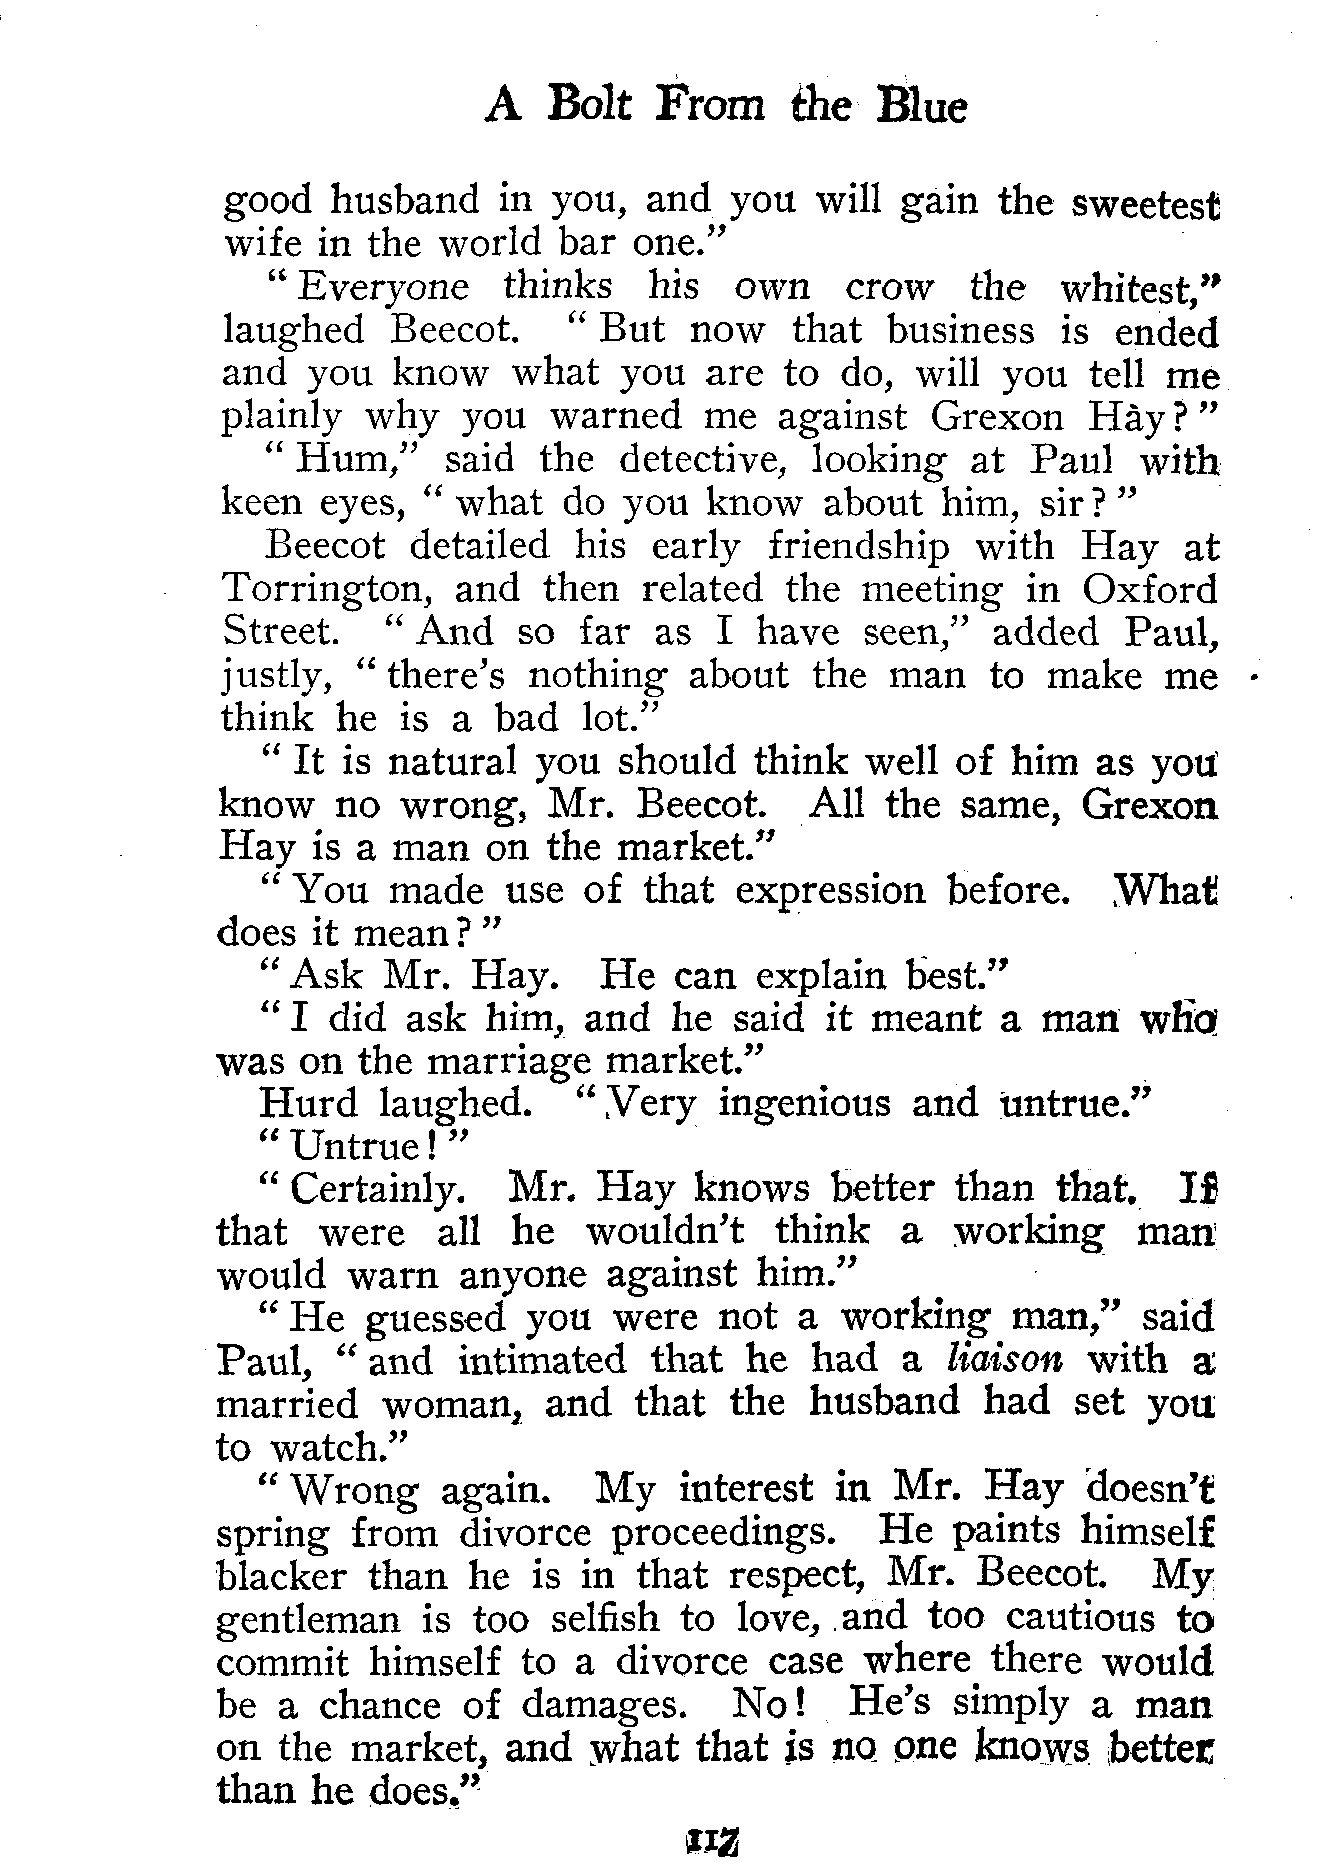 A Bolt From the Blue
good husband in you, and you will gain the sweetest
wife in the world bar one."
"Everyone thinks his own crow the whitest,"
laughed Beecot. "But now that business is ended
and you know what you are to do, will you tell me
plainly why you warned me against Grexon Hày?"
"Hum," said the detective, looking at Paul with
keen eyes, "what do you know about him, sir?"
Beecot detailed his early friendship with Hay at
Torrington, and then related the meeting in Oxford
Street. "And so far as I have seen," added Paul,
justly, "there's nothing about the man to make me
think he is a bad lot."
"It is natural you should think well of him as you
know no wrong, Mr. Beecot. All the same, Grexon
Hay is a man on the market."
"You made use of that expression before. What
does it mean?"
"Ask Mr. Hay. He can explain best."
"I did ask him, and he said it meant a man who
was on the marriage market."
Hurd laughed. "Very ingenious and untrue."
"Untrue!"
"Certainly. Mr. Hay knows better than that. If
that were all he wouldn't think a working man
would warn anyone against him."
"He guessed you were not a working man," said
Paul, "and intimated that he had a liaison with a
married woman, and that the husband had set you
to watch."
"Wrong again. My interest in Mr. Hay doesn't
spring from divorce proceedings. He paints himself
blacker than he is in that respect, Mr. Beecot. My
gentleman is too selfish to love, and too cautious to
commit himself to a divorce case where there would
be a chance of damages. No! He's simply a man
on the market, and what that is no one knows better
than he does."
117